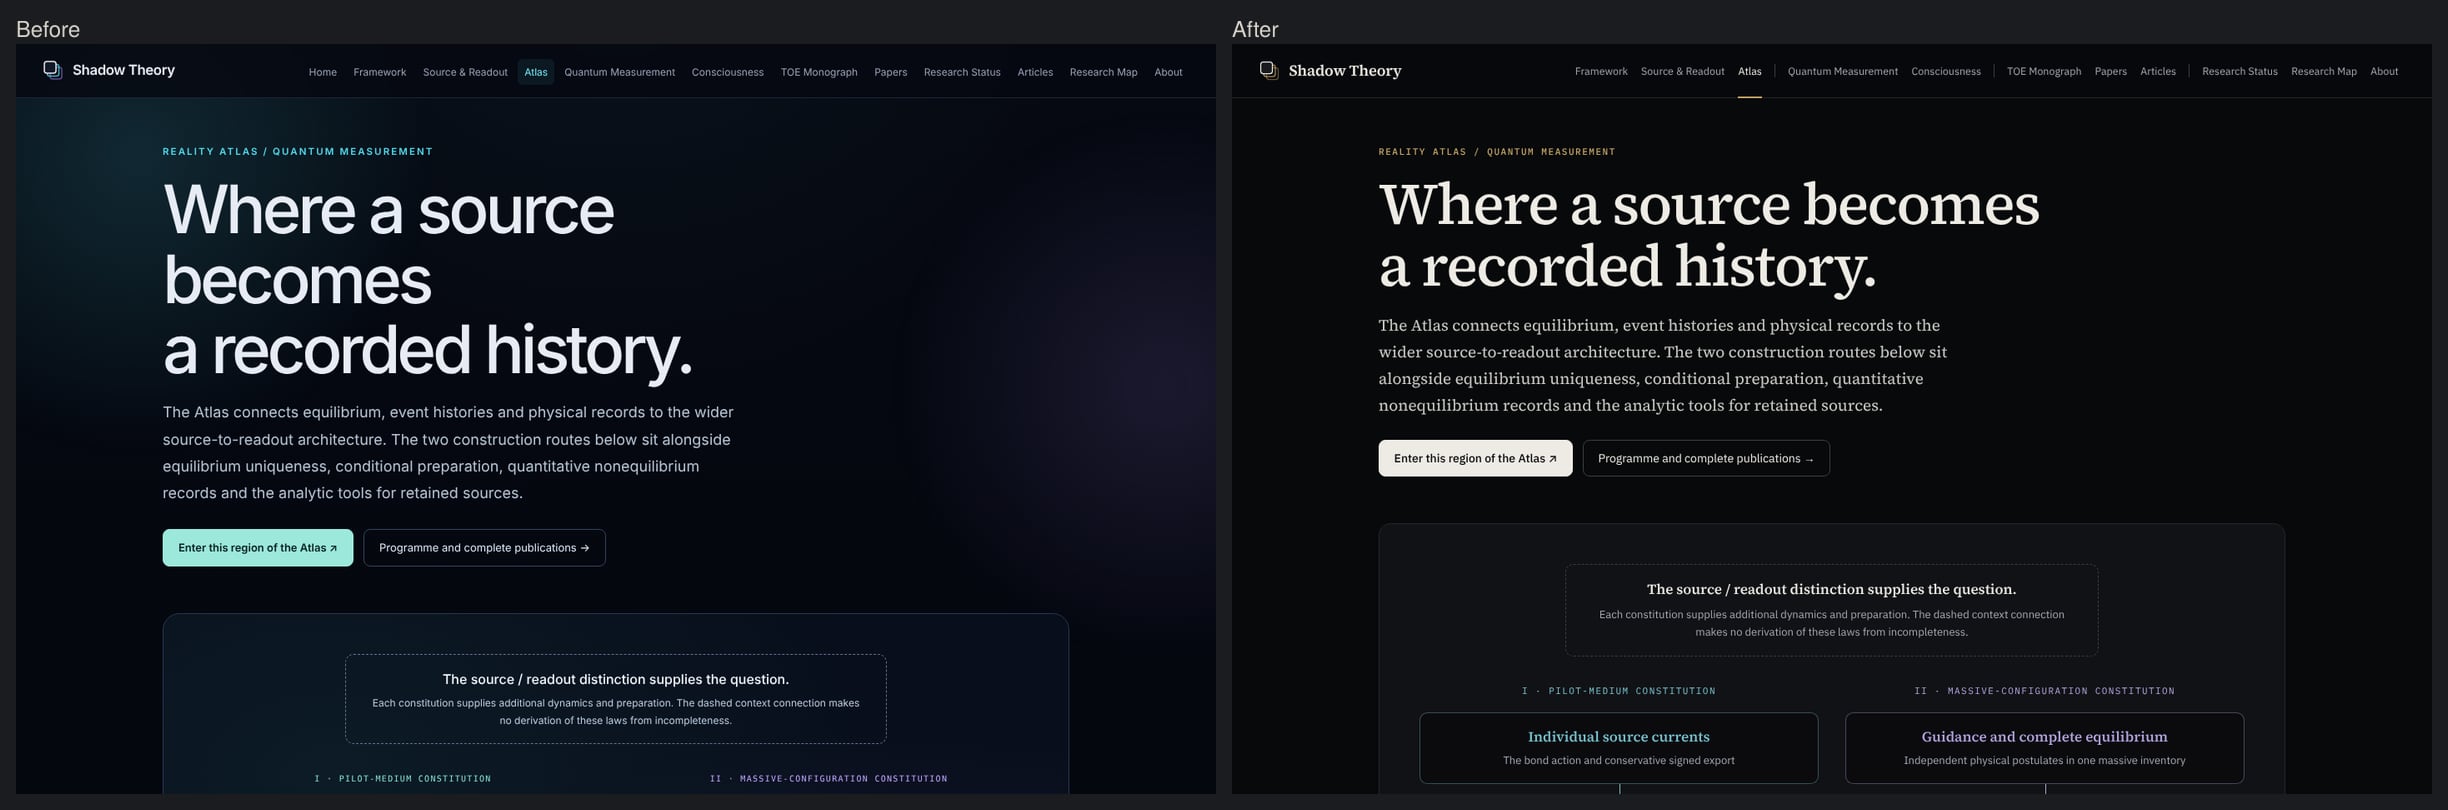 Before
Shadow Theory
Home Framework Source & Readout Atlas Quantum Measurement Consciousness TOE Monograph Papers Research Status Articles Research Map About
REALITY ATLAS / QUANTUM MEASUREMENT
Where a source
becomes
a recorded history.
The Atlas connects equilibrium, event histories and physical records to the wider
source-to-readout architecture. The two construction routes below sit alongside
equilibrium uniqueness, conditional preparation, quantitative nonequilibrium
records and the analytic tools for retained sources.
Enter this region of the Atlas ↗ Programme and complete publications →
The source / readout distinction supplies the question.
Each constitution supplies additional dynamics and preparation. The dashed context connection makes
no derivation of these laws from incompleteness.
I · PILOT-MEDIUM CONSTITUTION II · MASSIVE-CONFIGURATION CONSTITUTION
After
Shadow Theory
Framework Source & Readout Atlas Quantum Measurement Consciousness TOE Monograph Papers Articles Research Status Research Map About
REALITY ATLAS / QUANTUM MEASUREMENT
Where a source becomes
a recorded history.
The Atlas connects equilibrium, event histories and physical records to the
wider source-to-readout architecture. The two construction routes below sit
alongside equilibrium uniqueness, conditional preparation, quantitative
nonequilibrium records and the analytic tools for retained sources.
Enter this region of the Atlas ↗ Programme and complete publications →
The source / readout distinction supplies the question.
Each constitution supplies additional dynamics and preparation. The dashed context connection
makes no derivation of these laws from incompleteness.
I · PILOT-MEDIUM CONSTITUTION II · MASSIVE-CONFIGURATION CONSTITUTION
Individual source currents Guidance and complete equilibrium
The bond action and conservative signed export Independent physical postulates in one massive inventory